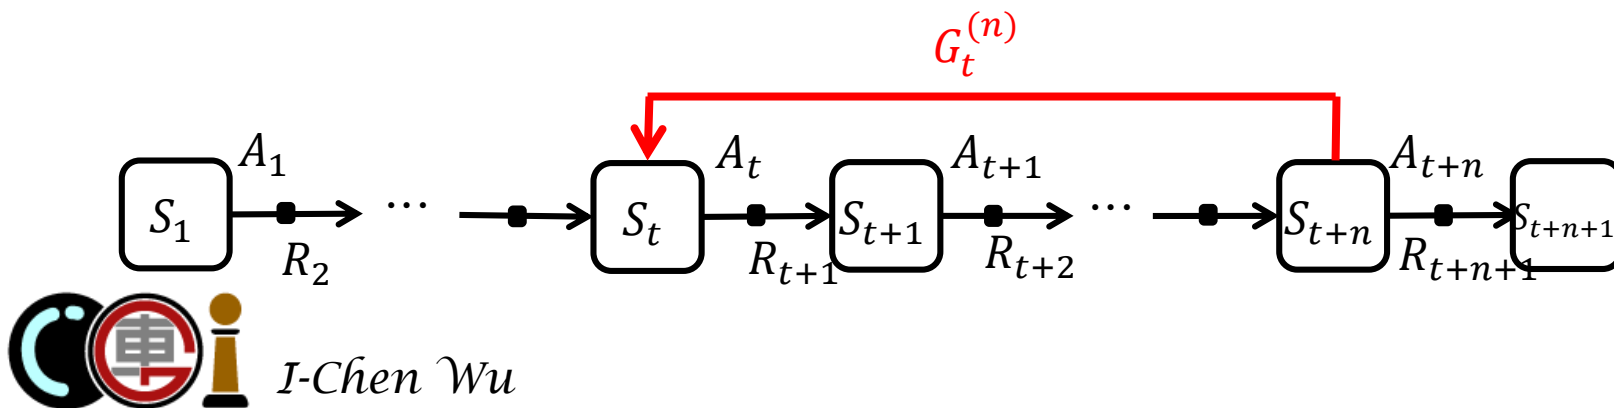 G_t^{(n)}
A_1 A_t A_{t+1} A_{t+n}
S_1 ⋯ S_t S_{t+1} ⋯ S_{t+n} S_{t+n+1}
R_2 R_{t+1} R_{t+2} R_{t+n+1}
車
I-Chen Wu